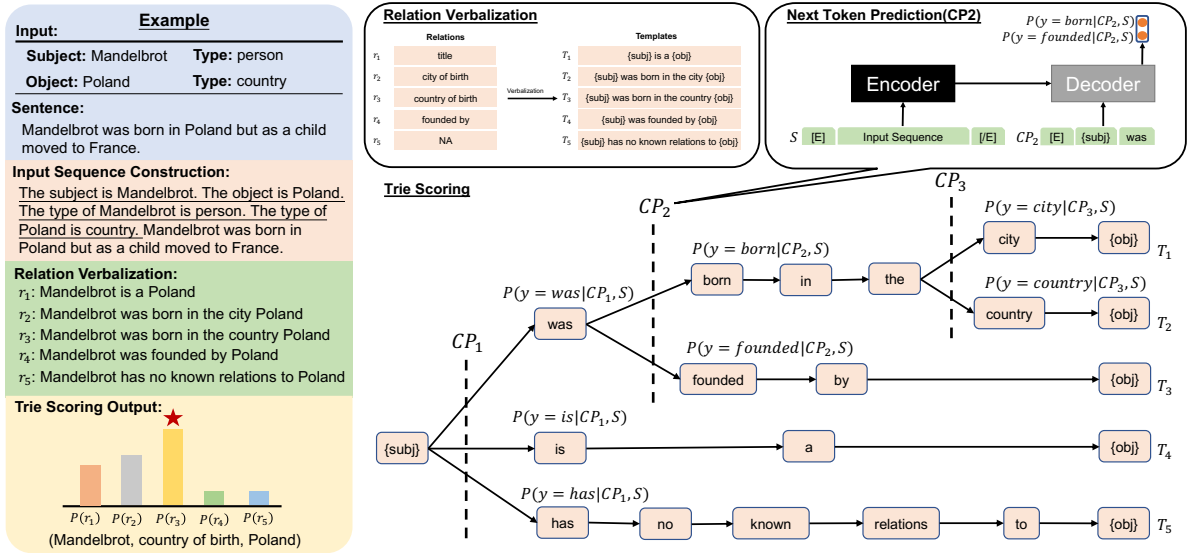 Example
Input:
Subject: Mandelbrot Type: person
Object: Poland Type: country
Sentence:
Mandelbrot was born in Poland but as a child
moved to France.
Input Sequence Construction:
The subject is Mandelbrot. The object is Poland.
The type of Mandelbrot is person. The type of
Poland is country. Mandelbrot was born in
Poland but as a child moved to France.
Relation Verbalization:
r₁: Mandelbrot is a Poland
r₂: Mandelbrot was born in the city Poland
r₃: Mandelbrot was born in the country Poland
r₄: Mandelbrot was founded by Poland
r₅: Mandelbrot has no known relations to Poland
Trie Scoring Output:
P(r₁) P(r₂) P(r₃) P(r₄) P(r₅)
(Mandelbrot, country of birth, Poland)
Relation Verbalization
Relations Templates
r₁ title T₁ {subj} is a {obj}
r₂ city of birth T₂ {subj} was born in the city {obj}
Verbalization
r₃ country of birth T₃ {subj} was born in the country {obj}
r₄ founded by T₄ {subj} was founded by {obj}
r₅ NA T₅ {subj} has no known relations to {obj}
Next Token Prediction(CP2)
P(y = born|CP₂, S)
P(y = founded|CP₂, S)
Encoder Decoder
S [E] Input Sequence [/E] CP₂ [E] {subj} was
Trie Scoring
CP₁
CP₂
CP₃
P(y = city|CP₃, S)
city {obj} T₁
P(y = born|CP₂, S)
born in the
P(y = country|CP₃, S)
country {obj} T₂
P(y = was|CP₁, S)
was
P(y = founded|CP₂, S)
founded by {obj} T₃
P(y = is|CP₁, S)
{subj} is a {obj} T₄
P(y = has|CP₁, S)
has no known relations to {obj} T₅